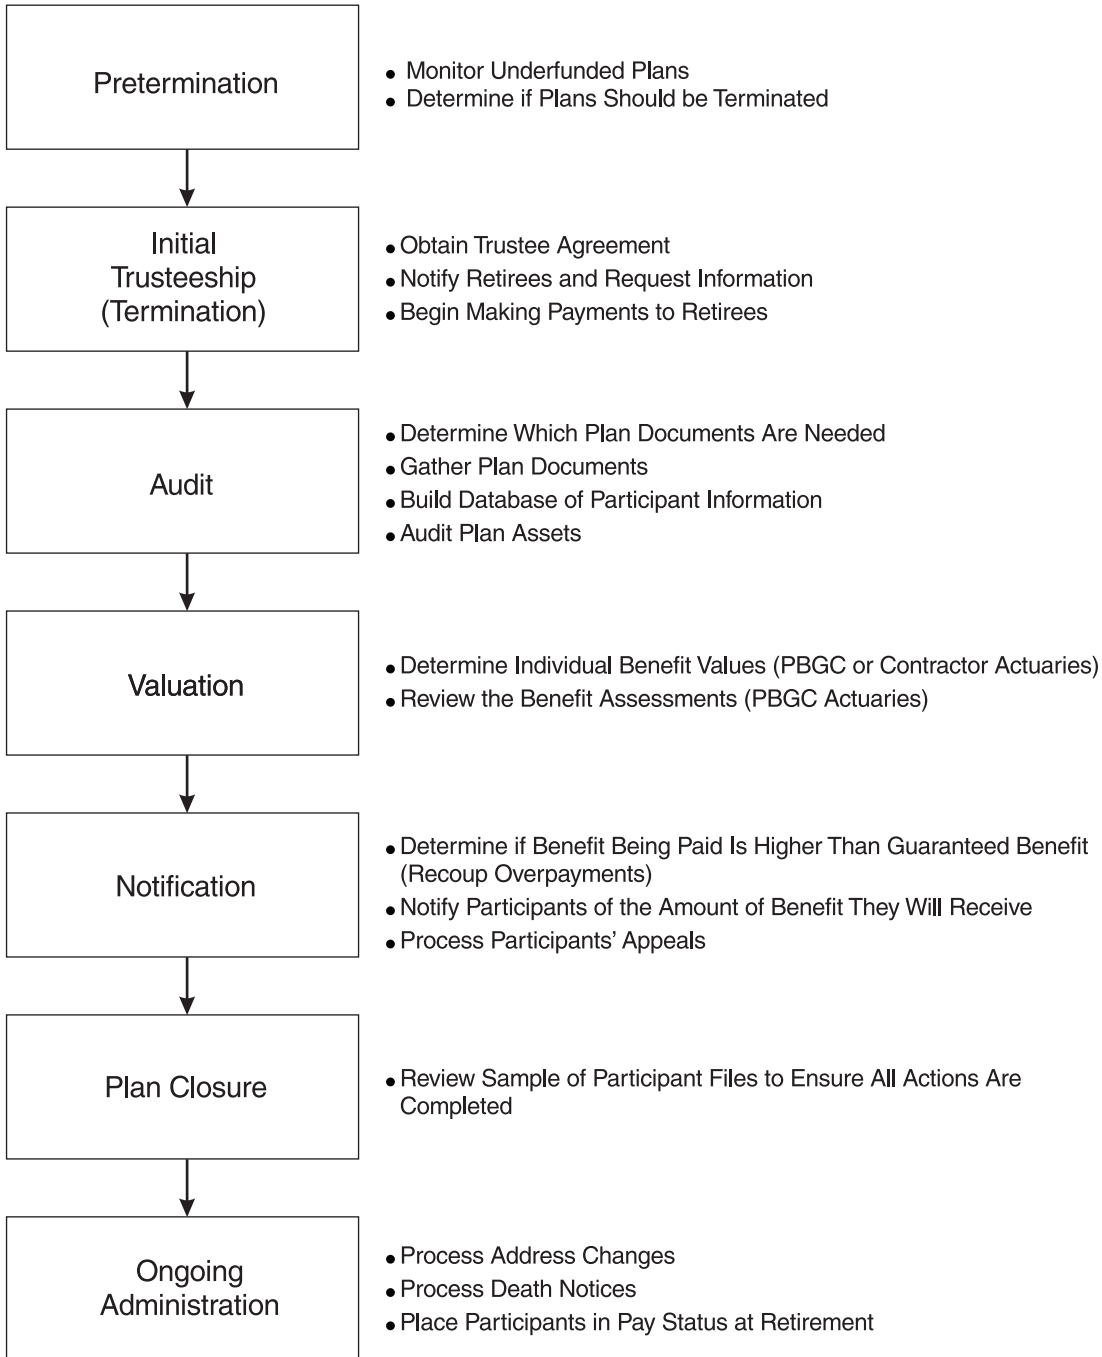 Pretermination
• Monitor Underfunded Plans
• Determine if Plans Should be Terminated
Initial
Trusteeship
(Termination)
• Obtain Trustee Agreement
• Notify Retirees and Request Information
• Begin Making Payments to Retirees
Audit
• Determine Which Plan Documents Are Needed
• Gather Plan Documents
• Build Database of Participant Information
• Audit Plan Assets
Valuation
• Determine Individual Benefit Values (PBGC or Contractor Actuaries)
• Review the Benefit Assessments (PBGC Actuaries)
Notification
• Determine if Benefit Being Paid Is Higher Than Guaranteed Benefit
(Recoup Overpayments)
• Notify Participants of the Amount of Benefit They Will Receive
• Process Participants’ Appeals
Plan Closure
• Review Sample of Participant Files to Ensure All Actions Are
Completed
Ongoing
Administration
• Process Address Changes
• Process Death Notices
• Place Participants in Pay Status at Retirement